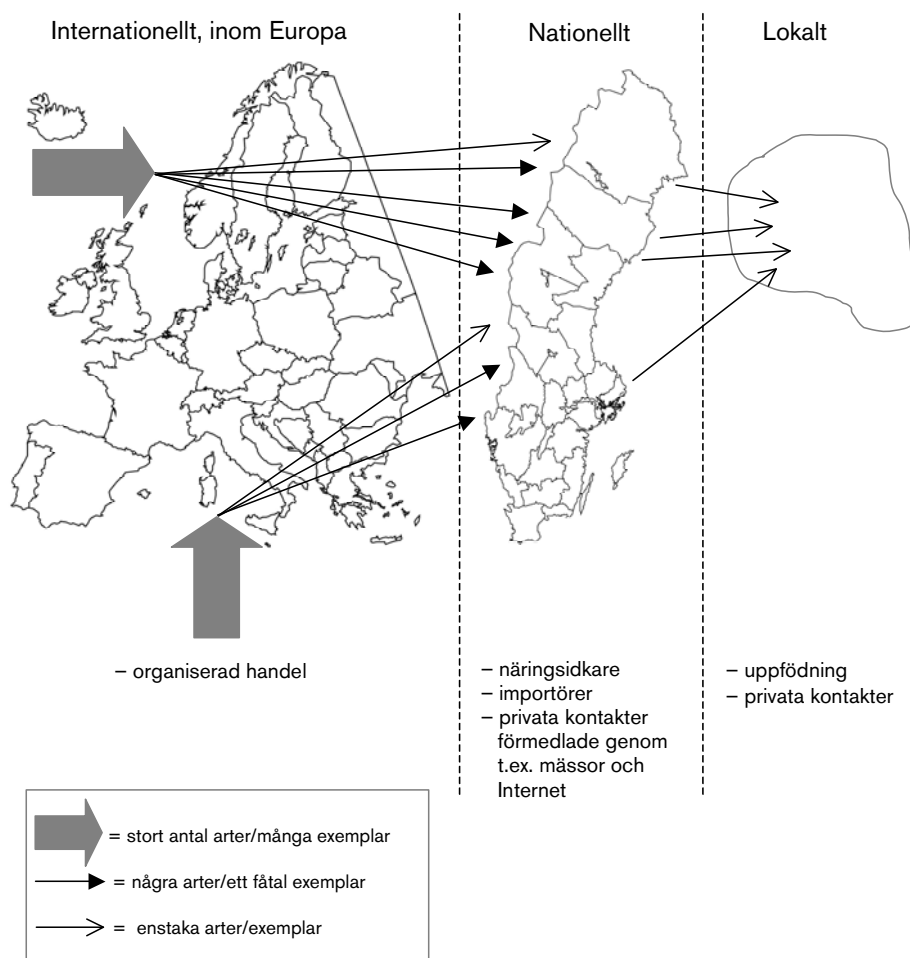 Internationellt, inom Europa
Nationellt
Lokalt
– organiserad handel
– näringsidkare
– importörer
– privata kontakter
förmedlade genom
t.ex. mässor och
Internet
– uppfödning
– privata kontakter
= stort antal arter/många exemplar
= några arter/ett fåtal exemplar
= enstaka arter/exemplar